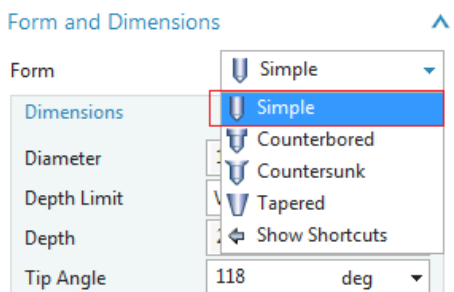 Form and Dimensions
Form
Simple
Dimensions
Simple
Counterbored
Diameter
Countersunk
Depth Limit
Tapered
Depth
Show Shortcuts
Tip Angle
118 deg